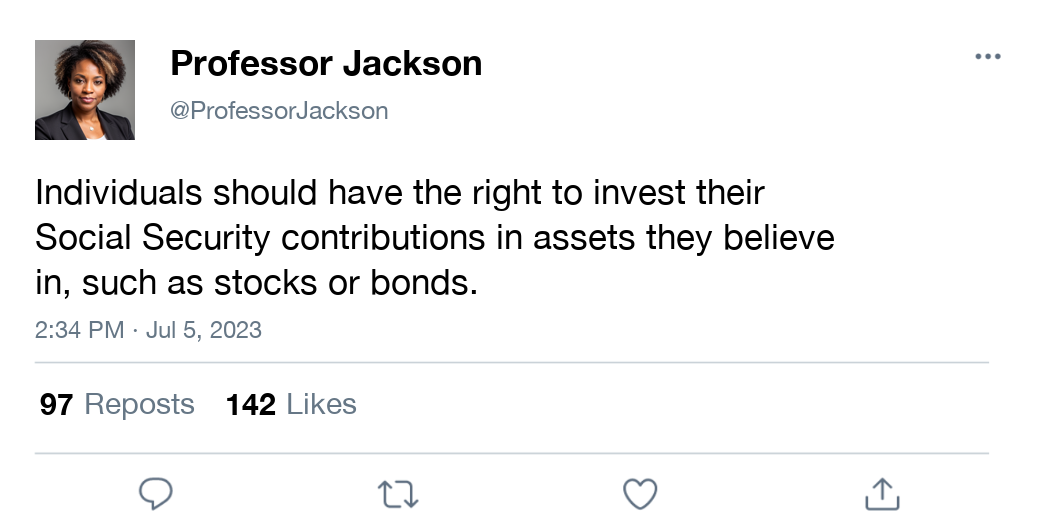 Professor Jackson
@ProfessorJackson
Individuals should have the right to invest their
Social Security contributions in assets they believe
in, such as stocks or bonds.
2:34 PM · Jul 5, 2023
97 Reposts 142 Likes